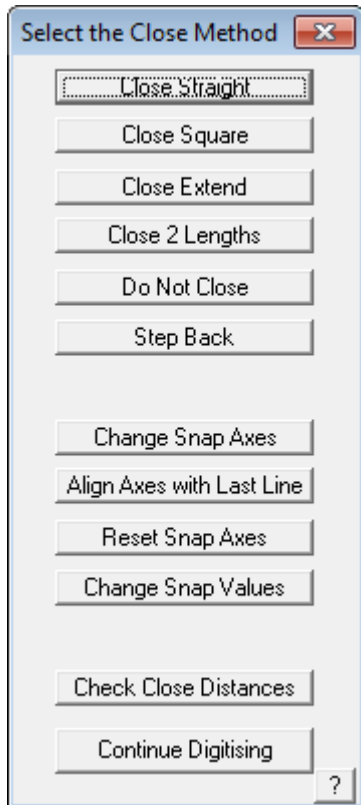 Select the Close Method
Close Straight
Close Square
Close Extend
Close 2 Lengths
Do Not Close
Step Back
Change Snap Axes
Align Axes with Last Line
Reset Snap Axes
Change Snap Values
Check Close Distances
Continue Digitising
?